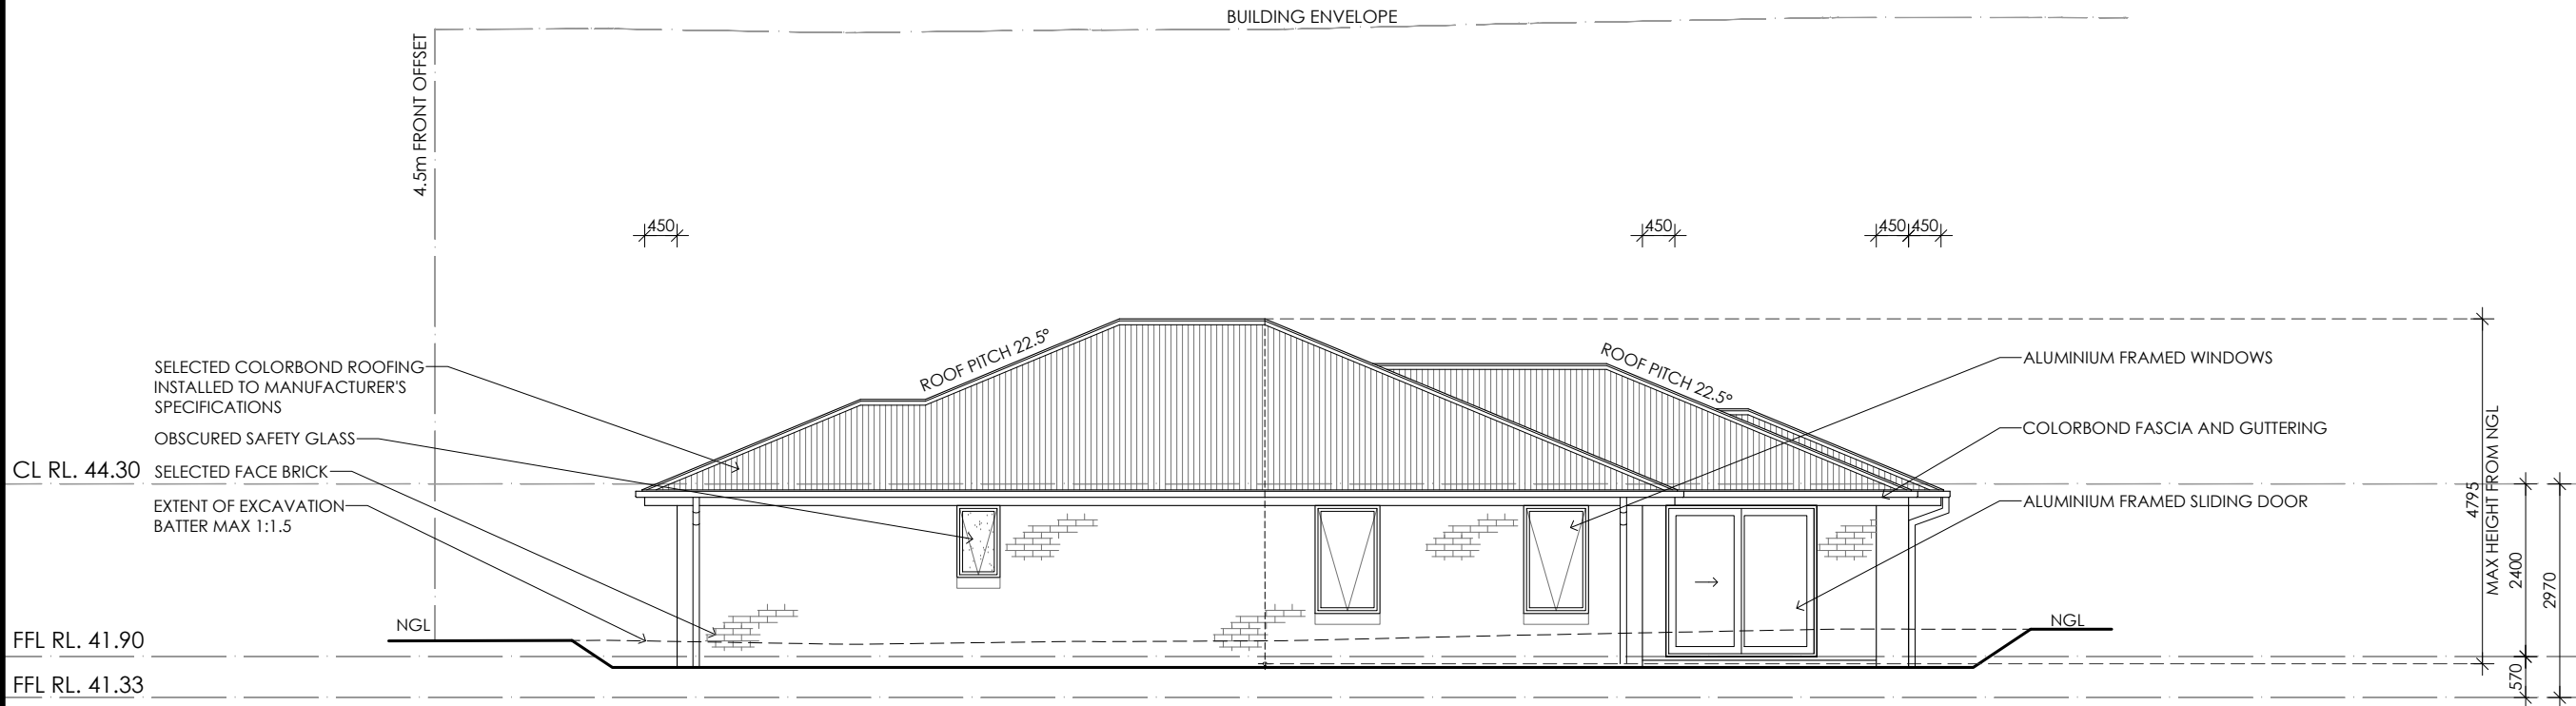 BUILDING ENVELOPE
4.5m FRONT OFFSET
450
450
450
450
ROOF PITCH 22.5°
ROOF PITCH 22.5°
SELECTED COLORBOND ROOFING
INSTALLED TO MANUFACTURER'S
SPECIFICATIONS
OBSCURED SAFETY GLASS
CL RL. 44.30
SELECTED FACE BRICK
EXTENT OF EXCAVATION
BATTER MAX 1:1.5
ALUMINIUM FRAMED WINDOWS
COLORBOND FASCIA AND GUTTERING
ALUMINIUM FRAMED SLIDING DOOR
4795
MAX HEIGHT FROM NGL
2400
2970
570
NGL
NGL
FFL RL. 41.90
FFL RL. 41.33